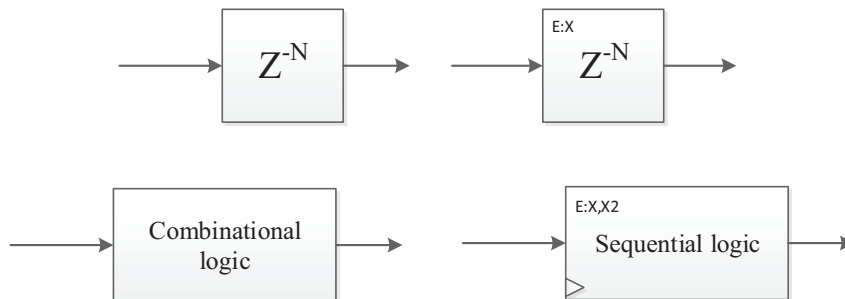 Z-N
E:X
Z-N
Combinational
logic
E:X,X2
Sequential logic